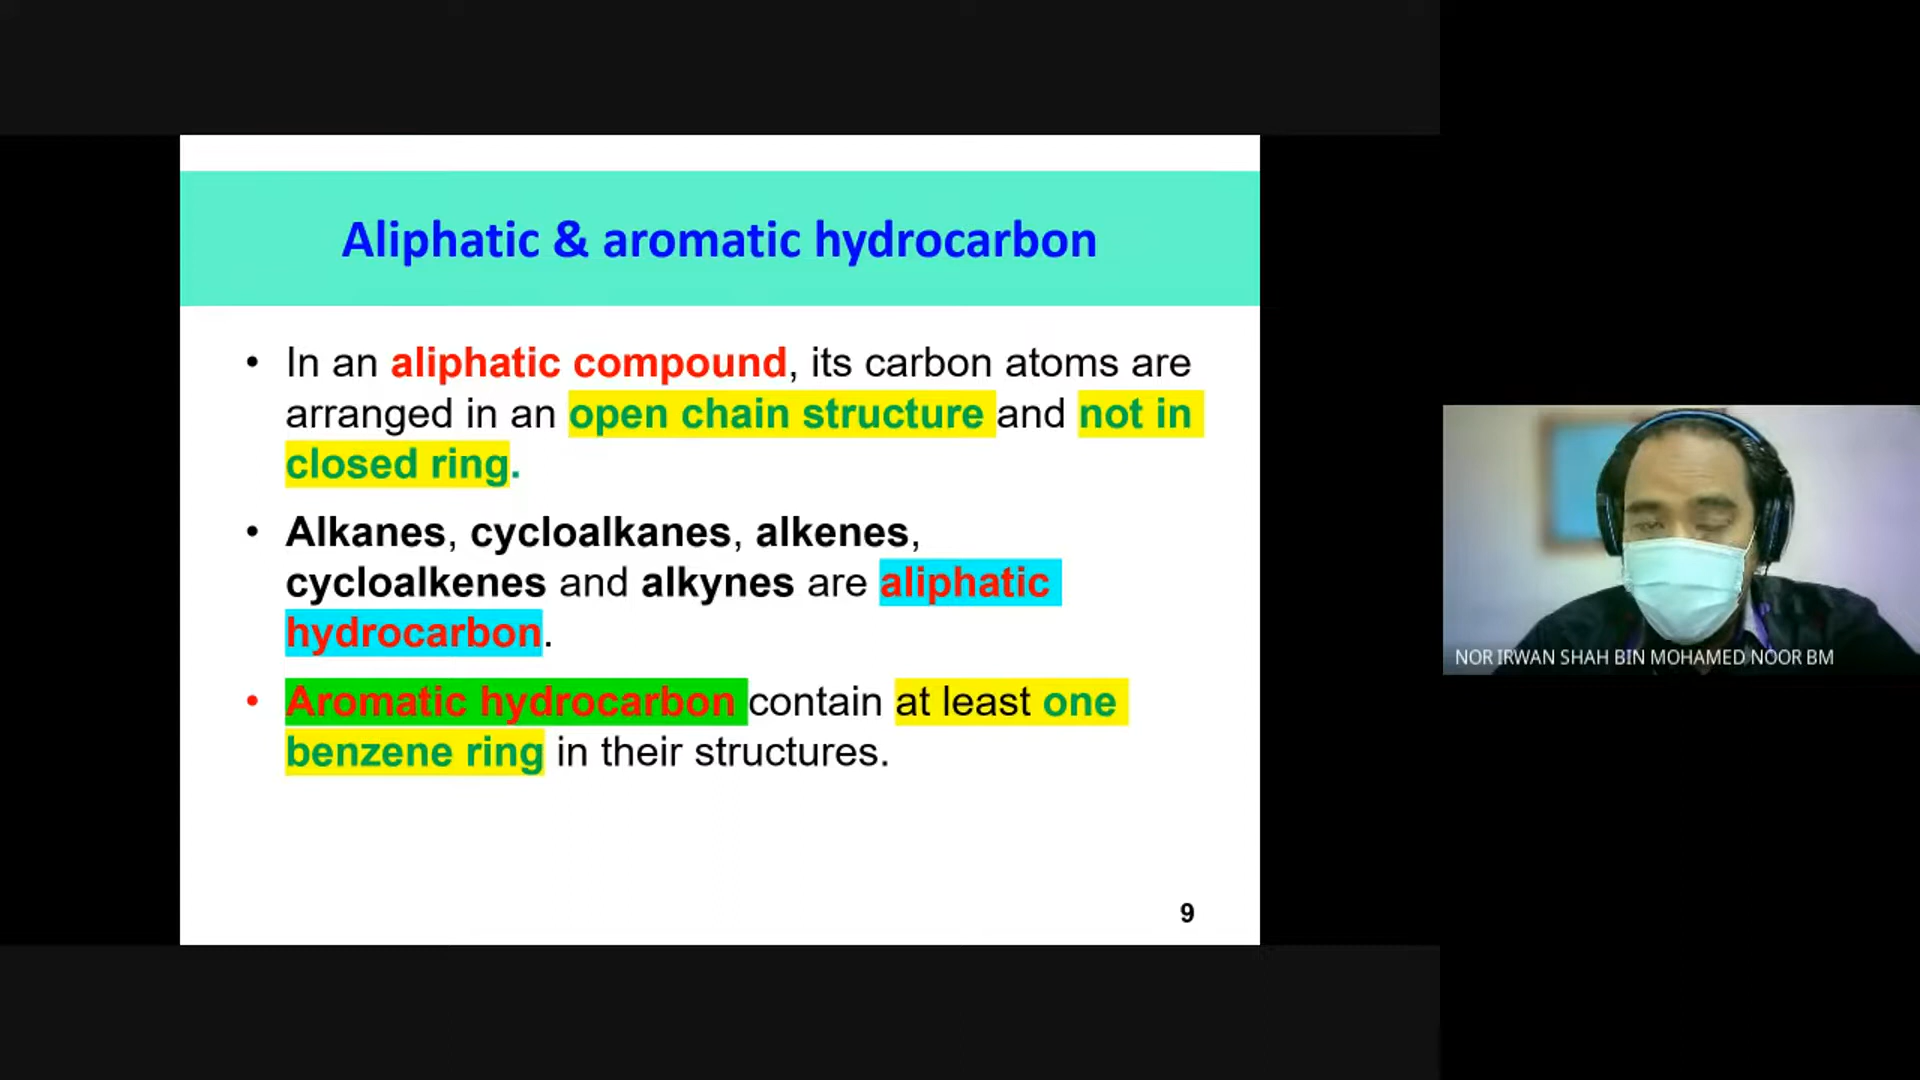 Aliphatic & aromatic hydrocarbon
• In an aliphatic compound, its carbon atoms are
arranged in an open chain structure and not in
closed ring.
• Alkanes, cycloalkanes, alkenes,
cycloalkenes and alkynes are aliphatic
hydrocarbon.
• Aromatic hydrocarbon contain at least one
benzene ring in their structures.
9
NOR IRWAN SHAH BIN MOHAMED NOOR BM